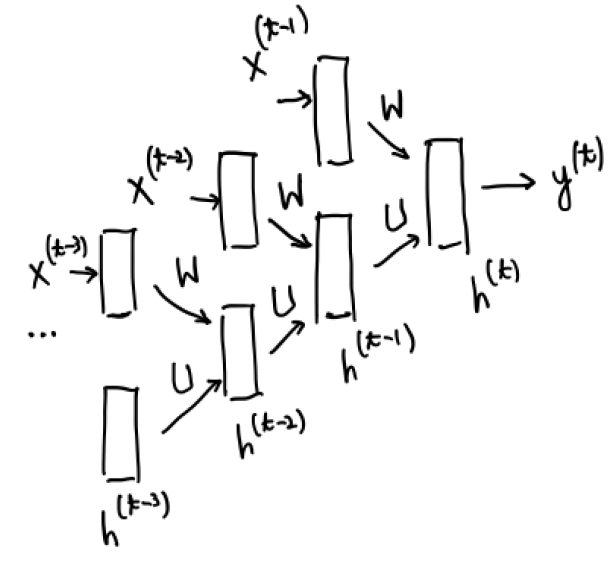 x^(t-1)
W
x^(t-2)
W
y^(t)
U
x^(t-3)
W
h^(t)
U
...
h^(t-1)
U
h^(t-2)
h^(t-3)